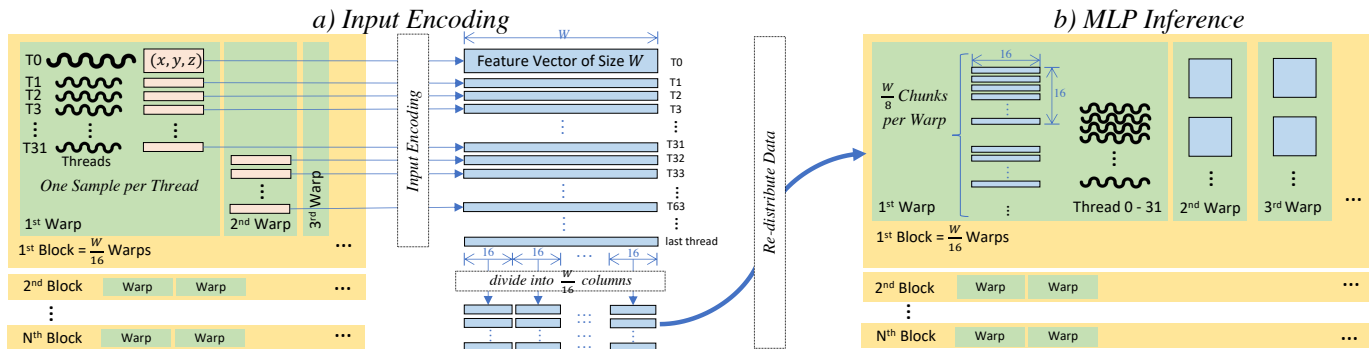 a) Input Encoding
T0
(x, y, z)
T1
T2
T3
⋮
T31
Threads
One Sample per Thread
1st Warp
2nd Warp
3rd Warp
1st Block = W/16 Warps
...
2nd Block
Warp
Warp
...
⋮
Nth Block
Warp
Warp
...
Input Encoding
W
Feature Vector of Size W
T0
T1
T2
T3
⋮
T31
T32
T33
⋮
T63
⋮
last thread
16
16
16
divide into W/16 columns
...
...
...
Re-distribute Data
b) MLP Inference
16
16
W/8 Chunks
per Warp
1st Warp
Thread 0 - 31
2nd Warp
3rd Warp
...
1st Block = W/16 Warps
2nd Block
Warp
Warp
...
⋮
Nth Block
Warp
Warp
...